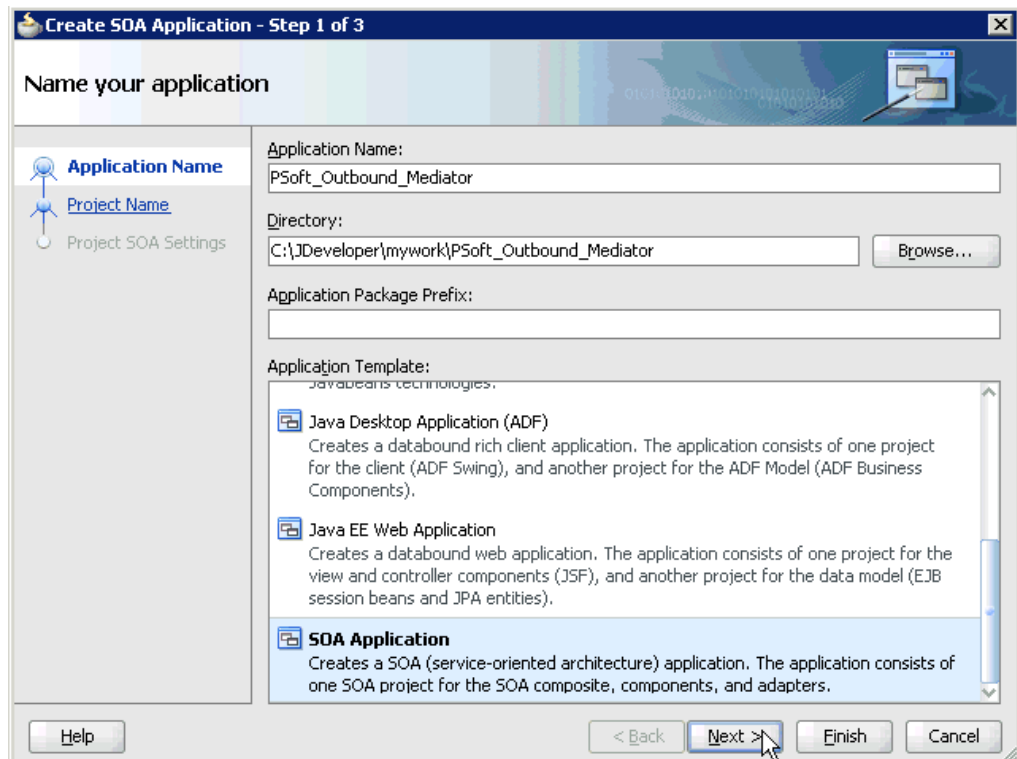 Create SOA Application - Step 1 of 3
Name your application
Application Name
Project Name
Project SOA Settings
Application Name:
PSoft_Outbound_Mediator
Directory:
C:\JDeveloper\mywork\PSoft_Outbound_Mediator
Browse...
Application Package Prefix:
Application Template:
Javabeans technologies.
Java Desktop Application (ADF)
Creates a databound rich client application. The application consists of one project
for the client (ADF Swing), and another project for the ADF Model (ADF Business
Components).
Java EE Web Application
Creates a databound web application. The application consists of one project for the
view and controller components (JSF), and another project for the data model (EJB
session beans and JPA entities).
SOA Application
Creates a SOA (service-oriented architecture) application. The application consists of
one SOA project for the SOA composite, components, and adapters.
Help
< Back
Next >
Finish
Cancel